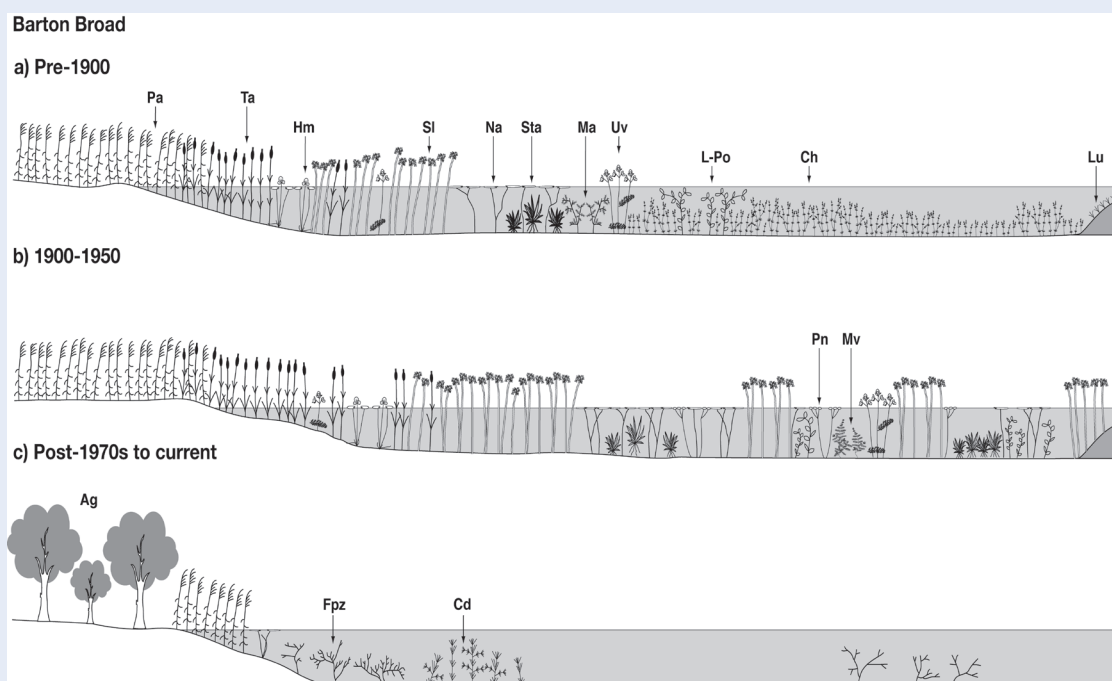 Barton Broad
a) Pre-1900
Pa Ta
Hm Sl Na Sta Ma Uv
L-Po Ch Lu
b) 1900-1950
Pn Mv
c) Post-1970s to current
Ag
Fpz Cd